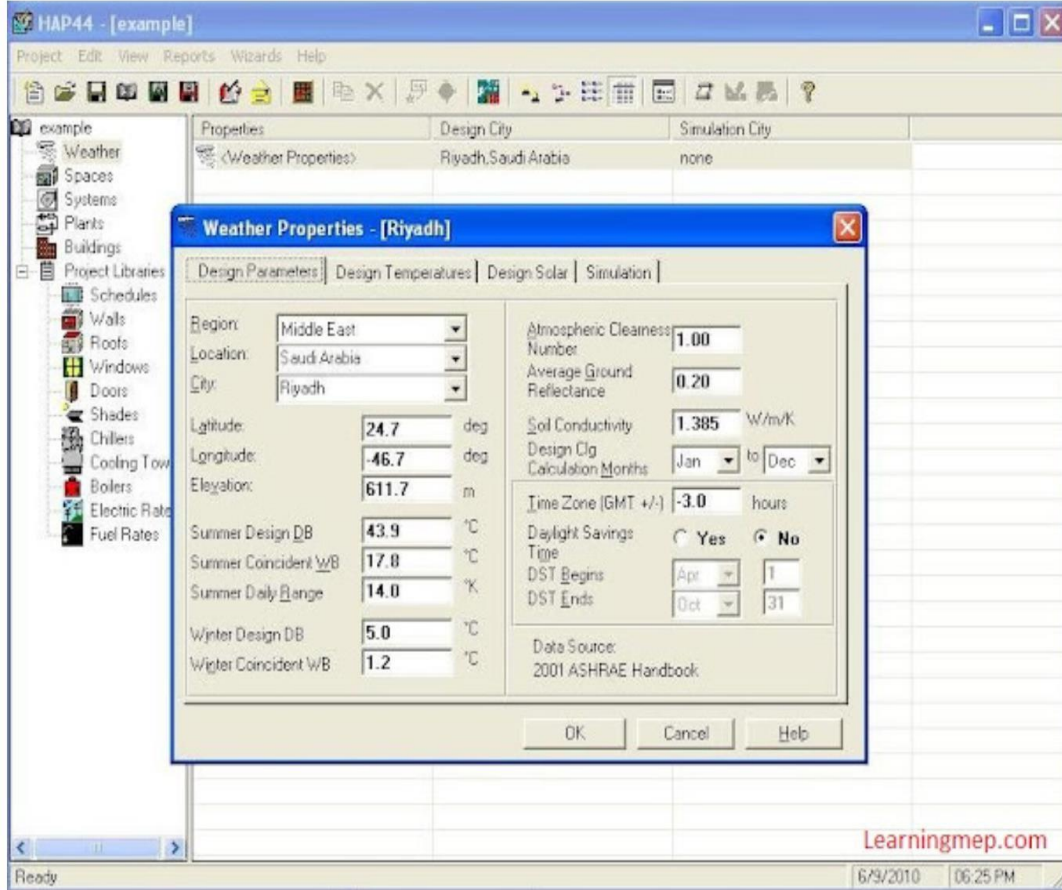 HAP44 - [example]
Project Edit View Reports Wizards Help
example
Weather
Spaces
Systems
Plants
Buildings
Project Libraries
Schedules
Walls
Roofs
Windows
Doors
Shades
Chillers
Cooling Tow
Boilers
Electric Rate
Fuel Rates
Properties Design City Simulation City
<Weather Properties> Riyadh,Saudi Arabia none
Weather Properties - [Riyadh]
Design Parameters Design Temperatures Design Solar Simulation
Region: Middle East
Location: Saudi Arabia
City: Riyadh
Latitude: 24.7 deg
Longitude: -46.7 deg
Elevation: 611.7 m
Summer Design DB 43.9 °C
Summer Coincident WB 17.8 °C
Summer Daily Range 14.0 °K
Winter Design DB 5.0 °C
Winter Coincident WB 1.2 °C
Atmospheric Clearness
Number 1.00
Average Ground
Reflectance 0.20
Soil Conductivity 1.385 W/m/K
Design Clg
Calculation Months Jan to Dec
Time Zone (GMT +/-) -3.0 hours
Daylight Savings
Time Yes No
DST Begins Apr 1
DST Ends Oct 31
Data Source:
2001 ASHRAE Handbook
OK Cancel Help
Learningmep.com
Ready 6/9/2010 06:25 PM